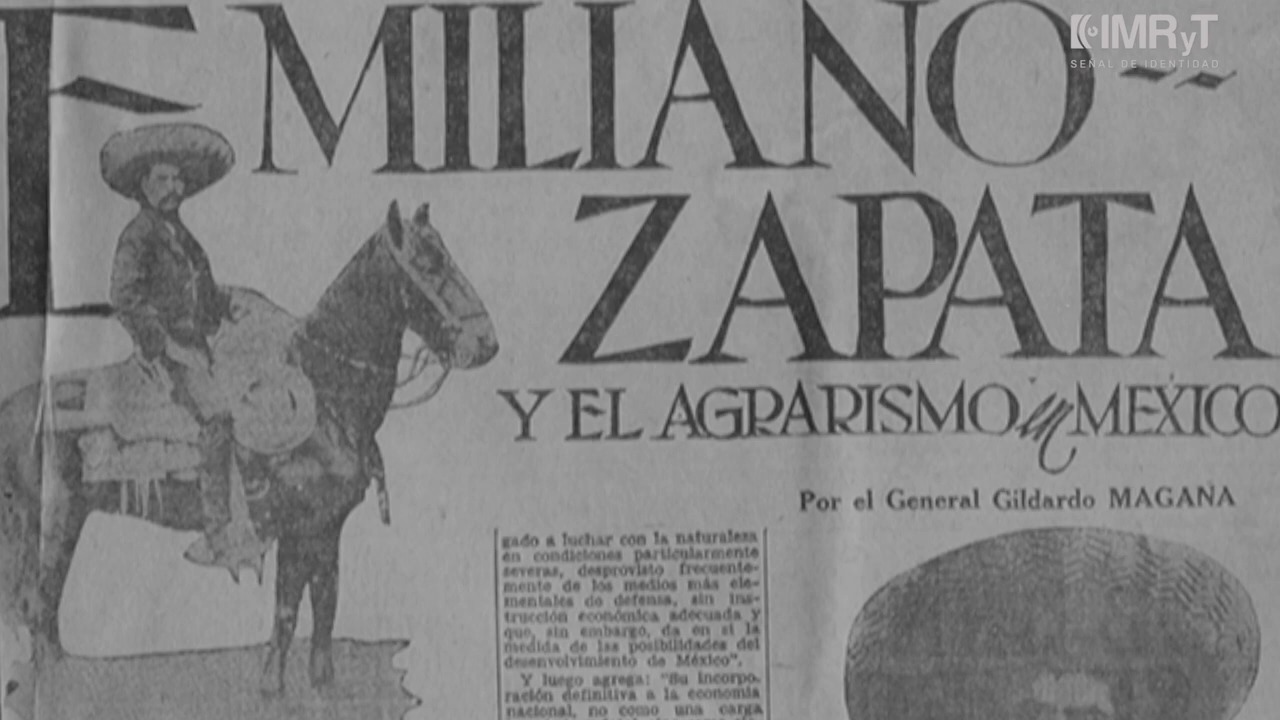 IMRyT
SEÑAL DE IDENTIDAD
EMILIANO
ZAPATA
Y EL AGRARISMO en MEXICO
Por el General Gildardo MAGAÑA
gado a luchar con la naturaleza
en condiciones particularmente
severas, desprovisto frecuente-
mente de los medios más ele-
mentales de defensa, sin ins-
trucción económica adecuada y
que, sin embargo, da en sí la
medida de las posibilidades del
desenvolvimiento de México".
Y luego agrega: "Su incorpo-
ración definitiva a la economía
nacional, no como una carga